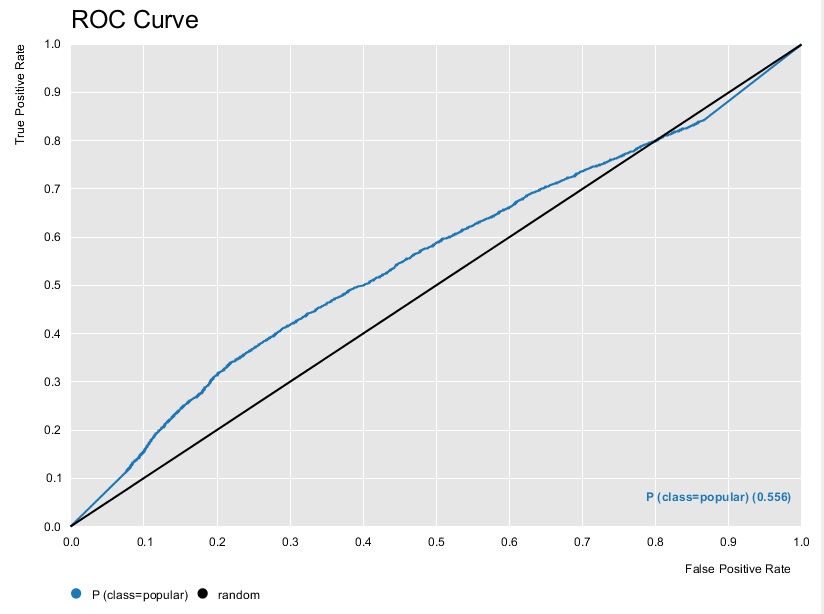 ROC Curve
True Positive Rate
1.0
0.9
0.8
0.7
0.6
0.5
0.4
0.3
0.2
0.1
0.0
P (class=popular) (0.556)
0.0 0.1 0.2 0.3 0.4 0.5 0.6 0.7 0.8 0.9 1.0
False Positive Rate
P (class=popular) random